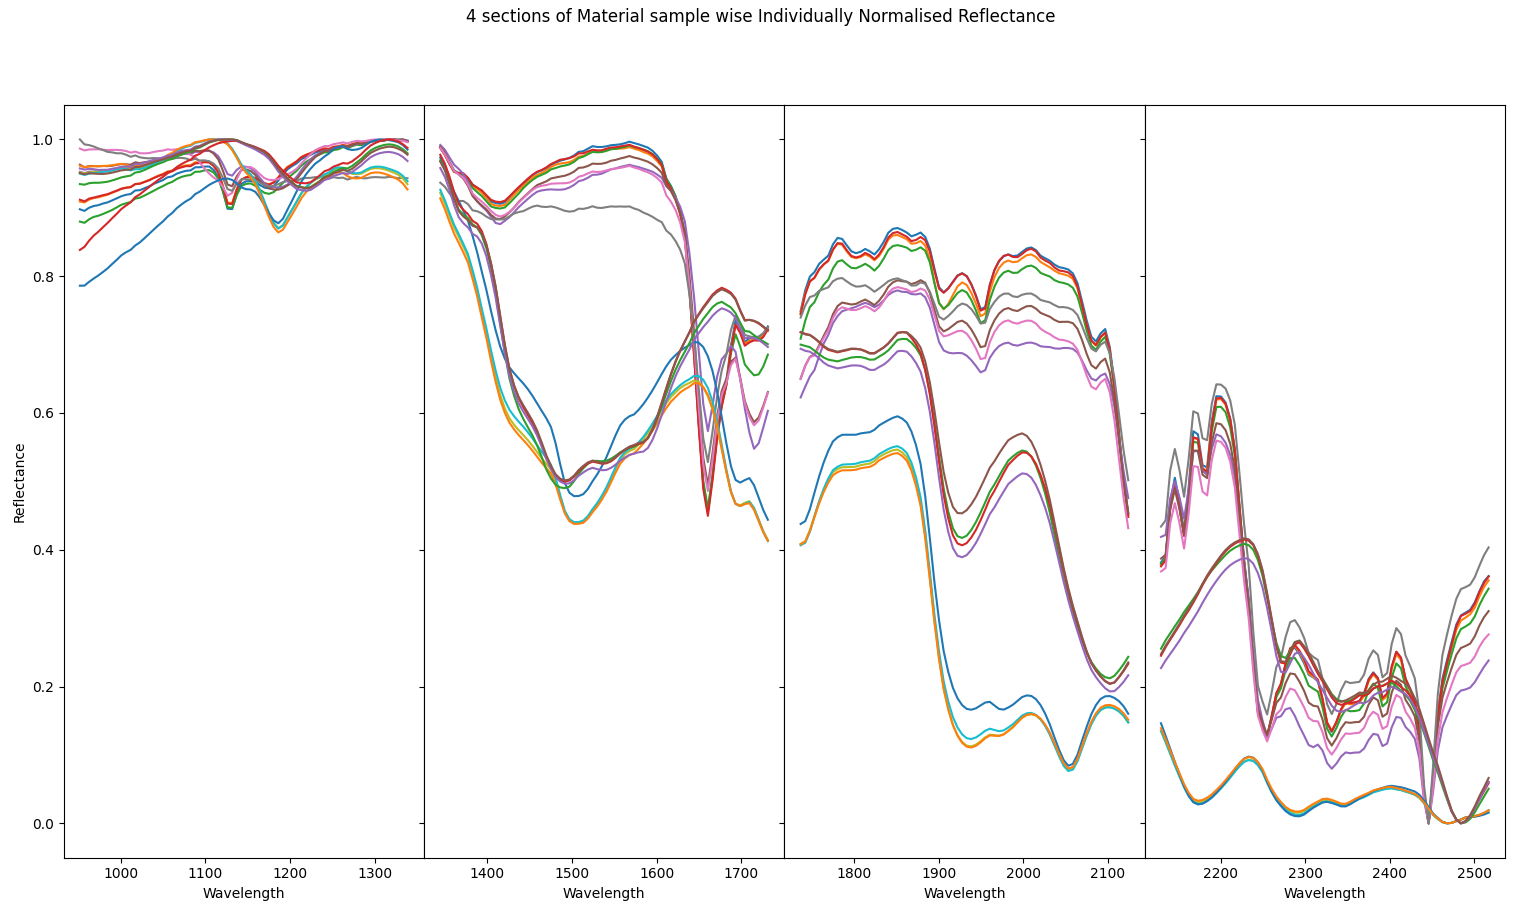 4 sections of Material sample wise Individually Normalised Reflectance
1.0
0.8
0.6
0.4
0.2
0.0
Reflectance
1000 1100 1200 1300 1400 1500 1600 1700 1800 1900 2000 2100 2200 2300 2400 2500
Wavelength Wavelength Wavelength Wavelength